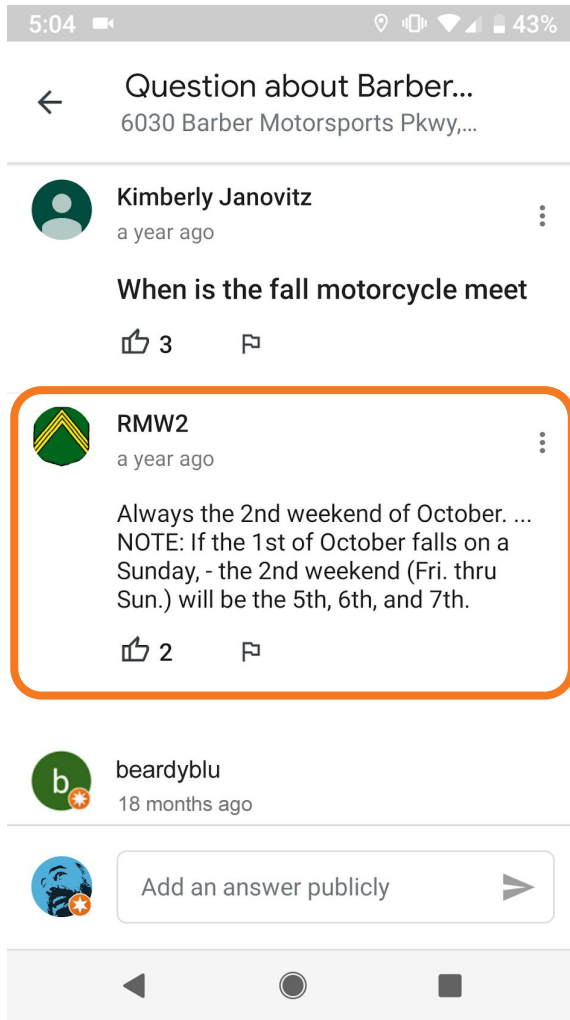 5:04 43%
Question about Barber...
6030 Barber Motorsports Pkwy,...
Kimberly Janovitz
a year ago
When is the fall motorcycle meet
3
RMW2
a year ago
Always the 2nd weekend of October. ...
NOTE: If the 1st of October falls on a
Sunday, - the 2nd weekend (Fri. thru
Sun.) will be the 5th, 6th, and 7th.
2
b
beardyblu
18 months ago
Add an answer publicly